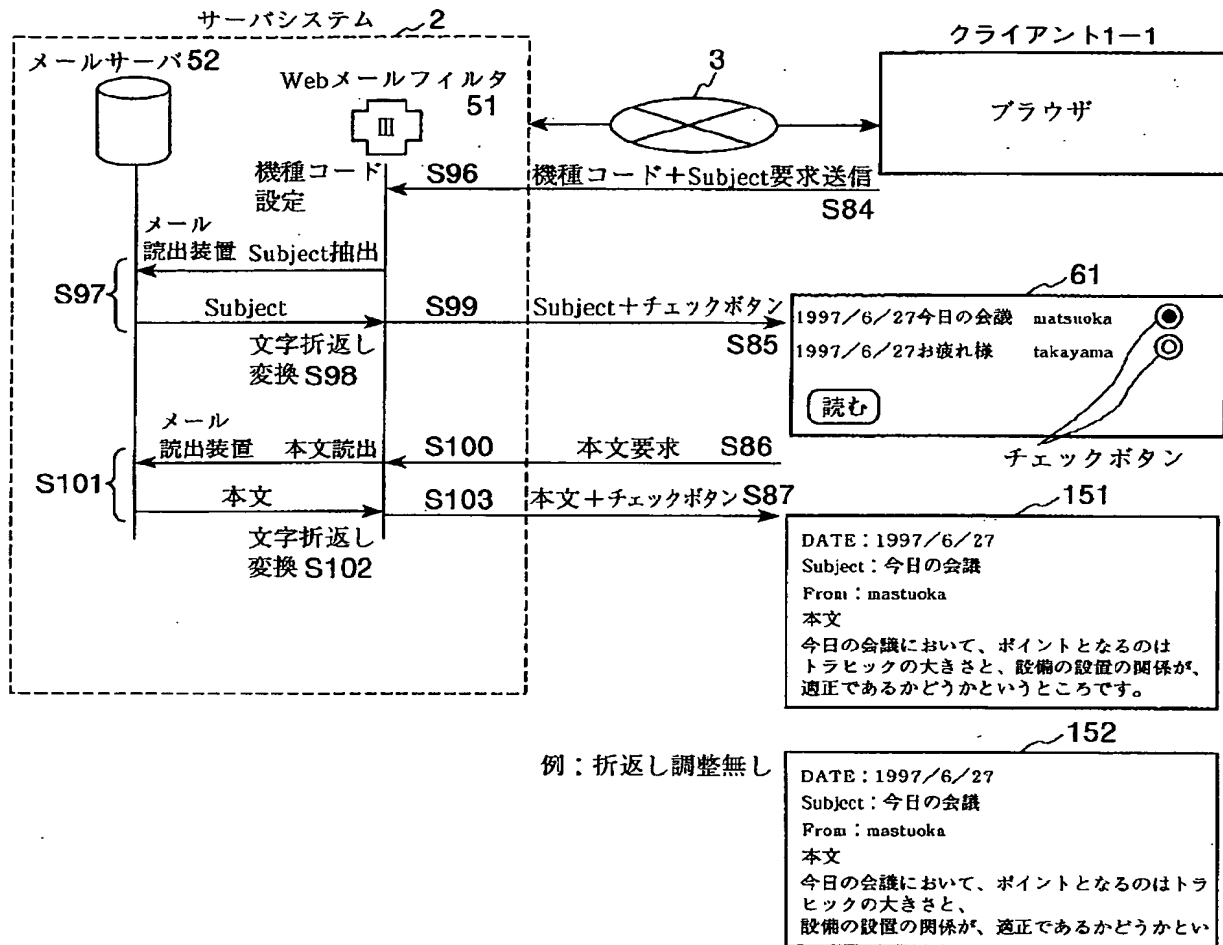 サーバシステム 2
クライアント1-1
メールサーバ52
Webメールフィルタ
51
III
3
ブラウザ
機種コード
設定
S96
機種コード+Subject要求送信
S84
メール
読出装置
Subject抽出
S97
Subject
S99
Subject+チェックボタン
S85
文字折返し
変換 S98
61
1997/6/27今日の会議 matsuoka
1997/6/27お疲れ様 takayama
読む
チェックボタン
メール
読出装置
本文読出
S100
本文要求
S86
S101
本文
S103
本文+チェックボタン S87
文字折返し
変換 S102
151
DATE:1997/6/27
Subject:今日の会議
From:mastuoka
本文
今日の会議において、ポイントとなるのは
トラヒックの大きさと、設備の設置の関係が、
適正であるかどうかというところです。
152
例:折返し調整無し
DATE:1997/6/27
Subject:今日の会議
From:mastuoka
本文
今日の会議において、ポイントとなるのはトラ
ヒックの大きさと、
設備の設置の関係が、適正であるかどうかとい